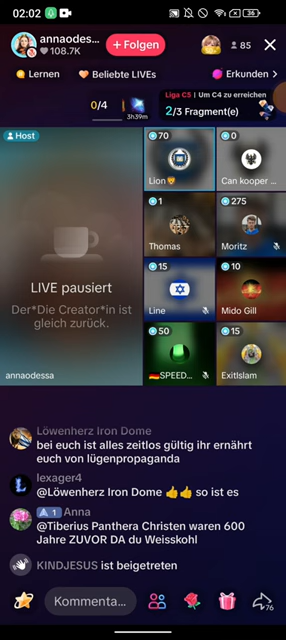 02:02
36
annaodes...
108.7K
+ Folgen
85
Lernen
Beliebte LIVEs
Erkunden
0/4
3h39m
Liga C5 | Um C4 zu erreichen
2/3 Fragment(e)
Host
LIVE pausiert
Der*Die Creator*in ist
gleich zurück.
annaodessa
70
Lion
0
Can kooper ...
1
Thomas
275
Moritz
15
Line
10
Mido Gill
50
SPEED...
15
ExitIslam
Löwenherz Iron Dome
bei euch ist alles zeitlos gültig ihr ernährt
euch von lügenpropaganda
lexager4
@Löwenherz Iron Dome 👍👍 so ist es
1 Anna
@Tiberius Panthera Christen waren 600
Jahre ZUVOR DA du Weisskohl
KINDJESUS ist beigetreten
Kommenta...
76